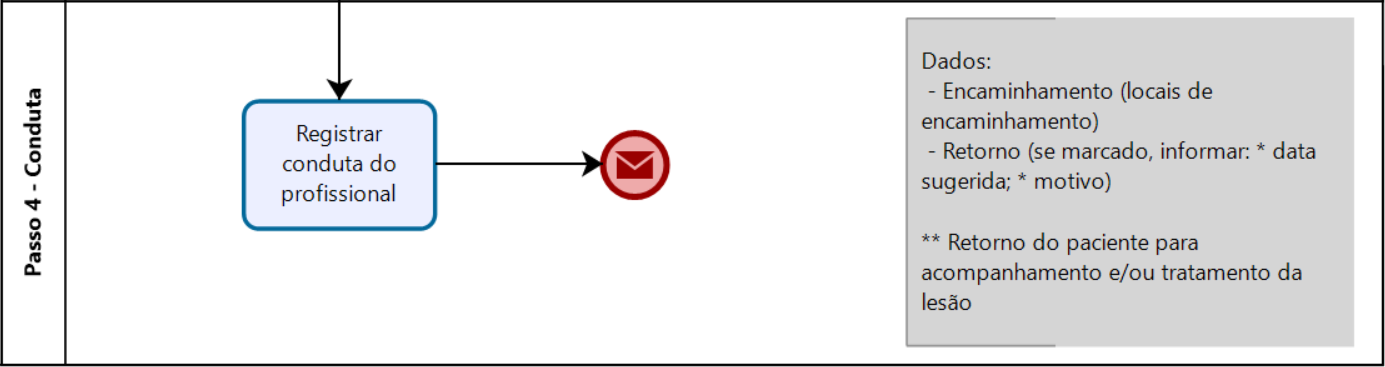 Passo 4 - Conduta
Registrar
conduta do
profissional
Dados:
- Encaminhamento (locais de
encaminhamento)
- Retorno (se marcado, informar: * data
sugerida; * motivo)
** Retorno do paciente para
acompanhamento e/ou tratamento da
lesão